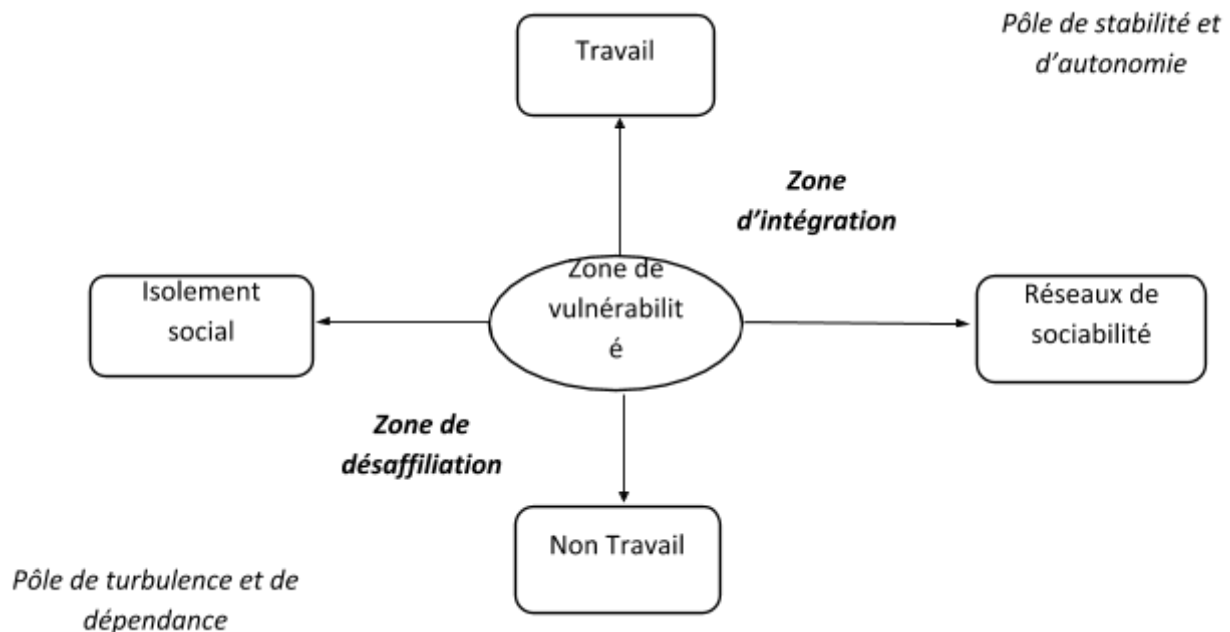 Travail
Pôle de stabilité et
d’autonomie
Zone
d’intégration
Isolement
social
Zone de
vulnérabilit
é
Réseaux de
sociabilité
Zone de
désaffiliation
Non Travail
Pôle de turbulence et de
dépendance